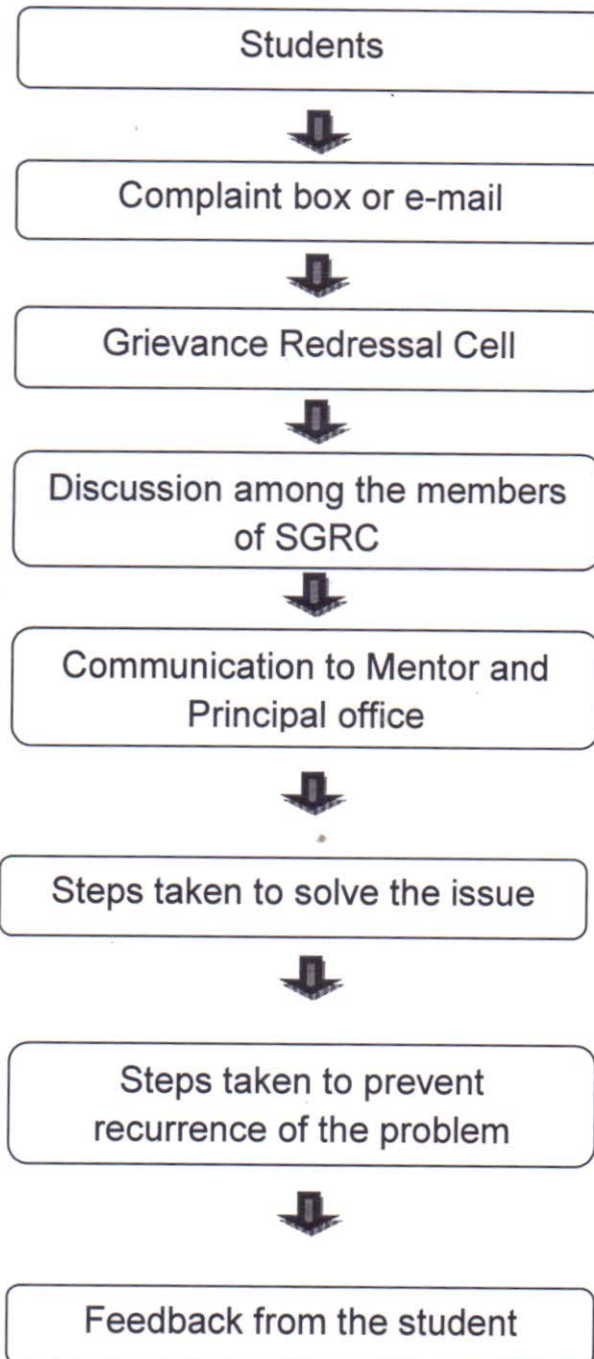 Students
Complaint box or e-mail
Grievance Redressal Cell
Discussion among the members
of SGRC
Communication to Mentor and
Principal office
Steps taken to solve the issue
Steps taken to prevent
recurrence of the problem
Feedback from the student